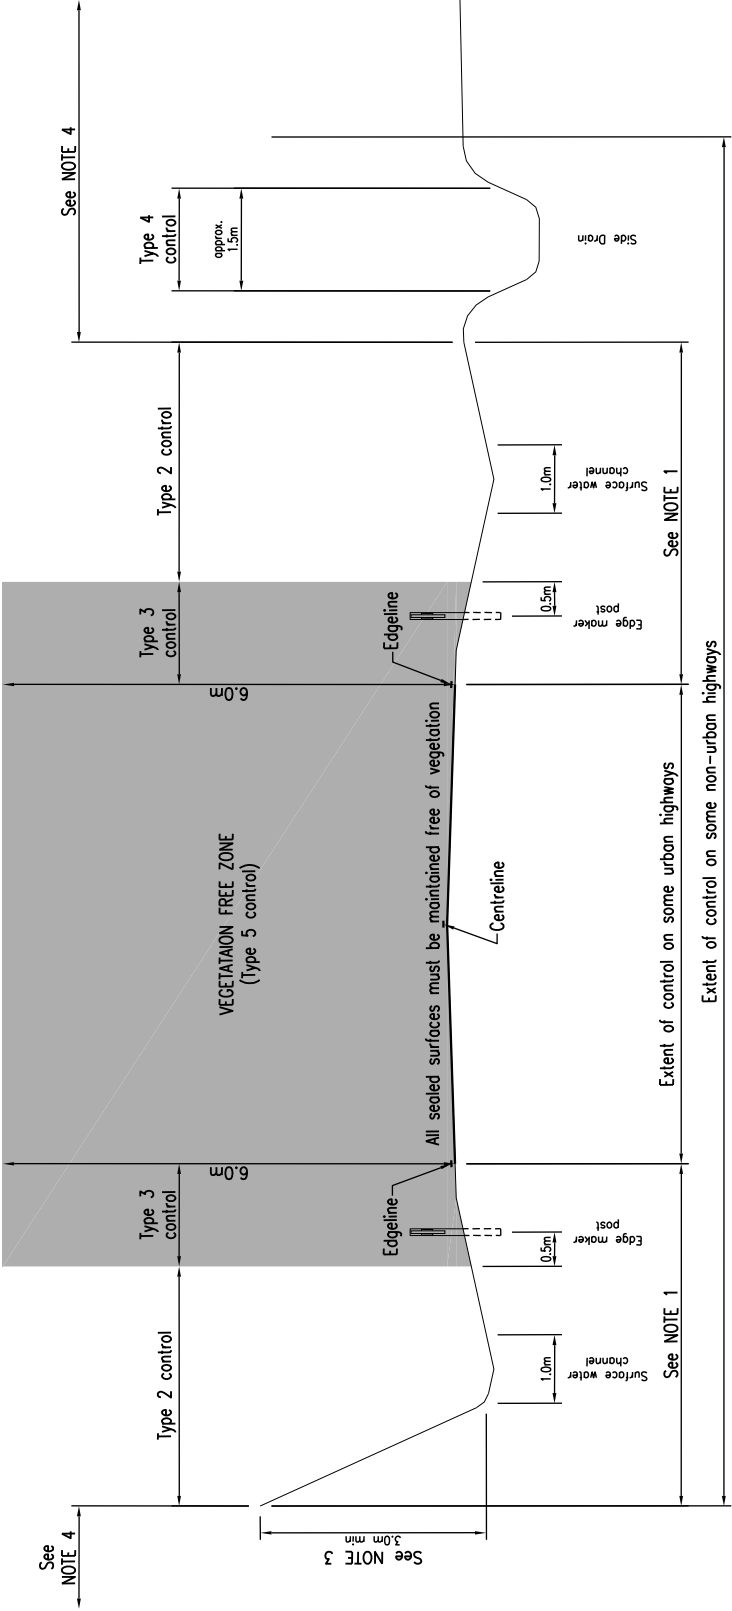 See
NOTE 4
See NOTE 4
Type 4
control
approx.
1.5m
Type 2 control
Type 3
control
Type 3
control
Type 2 control
6.0m
6.0m
VEGETATAION FREE ZONE
(Type 5 control)
Edgeline
Edgeline
All sealed surfaces must be maintained free of vegetation
Centreline
See NOTE 3
3.0m min
Side Drain
1.0m
Surface water
channel
0.5m
Edge maker
post
0.5m
Edge maker
post
1.0m
Surface water
channel
See NOTE 1
Extent of control on some urban highways
See NOTE 1
Extent of control on some non-urban highways